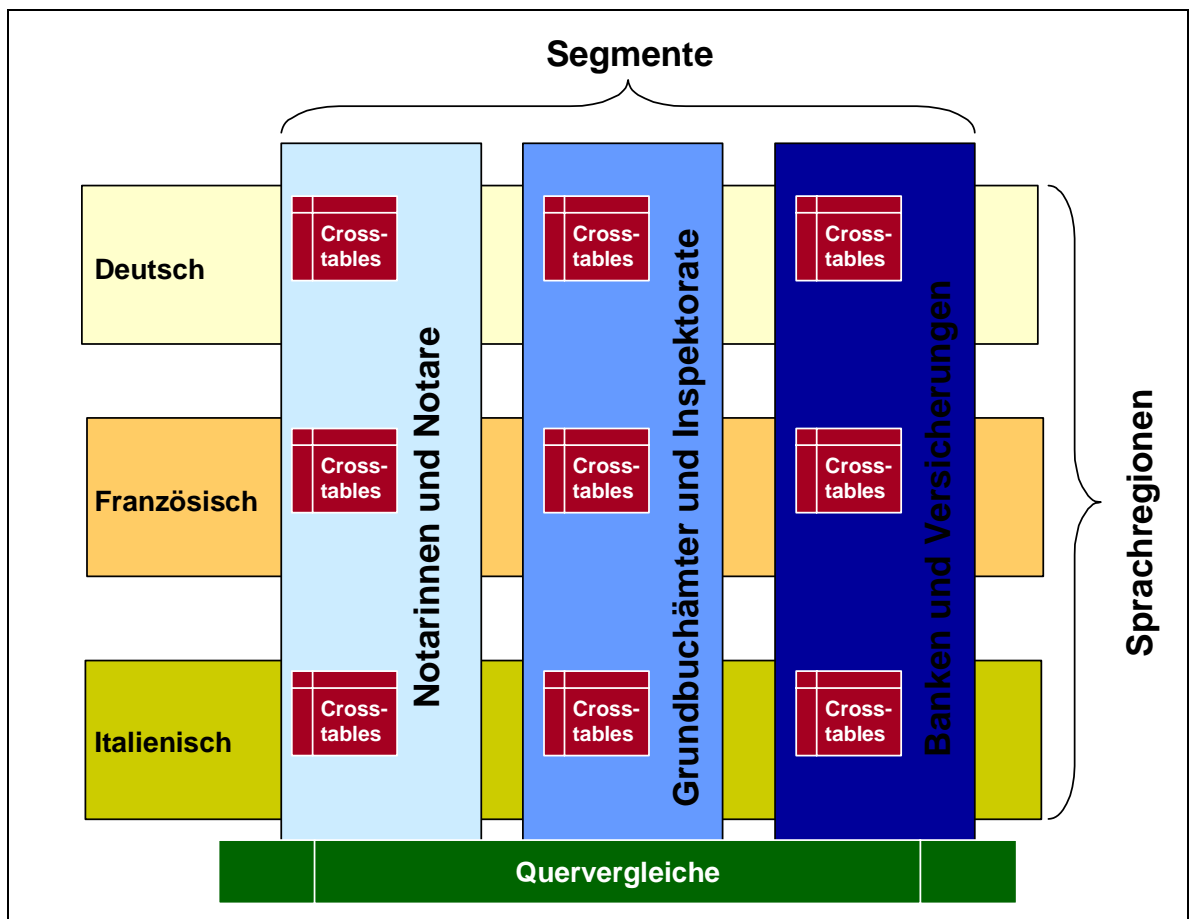 Segmente
Deutsch
Cross-
tables
Cross-
tables
Cross-
tables
Französisch
Cross-
tables
Cross-
tables
Cross-
tables
Italienisch
Cross-
tables
Cross-
tables
Cross-
tables
Notarinnen und Notare
Grundbuchämter und Inspektorate
Banken und Versicherungen
Sprachregionen
Quervergleiche